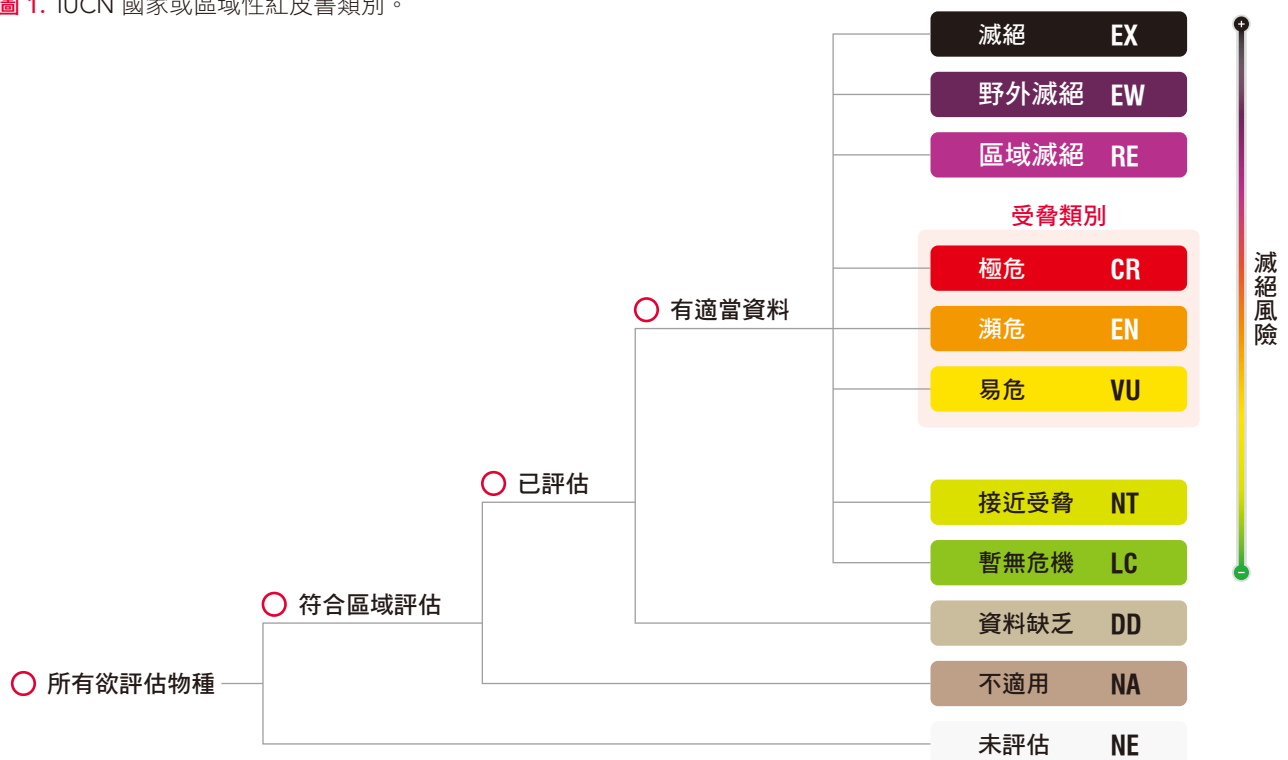 圖 1. IUCN 國家或區域性紅皮書類別。
滅絕 EX
野外滅絕 EW
區域滅絕 RE
受脅類別
極危 CR
瀕危 EN
易危 VU
接近受脅 NT
暫無危機 LC
資料缺乏 DD
不適用 NA
未評估 NE
有適當資料
已評估
符合區域評估
所有欲評估物種
滅絕風險
+
-